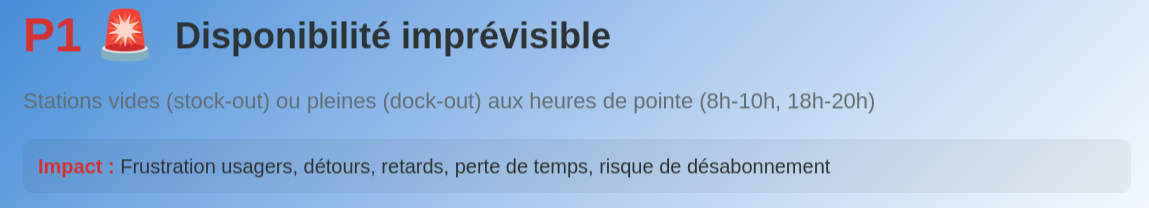 P1 🚨 Disponibilité imprévisible
Stations vides (stock-out) ou pleines (dock-out) aux heures de pointe (8h-10h, 18h-20h)
Impact : Frustration usagers, détours, retards, perte de temps, risque de désabonnement